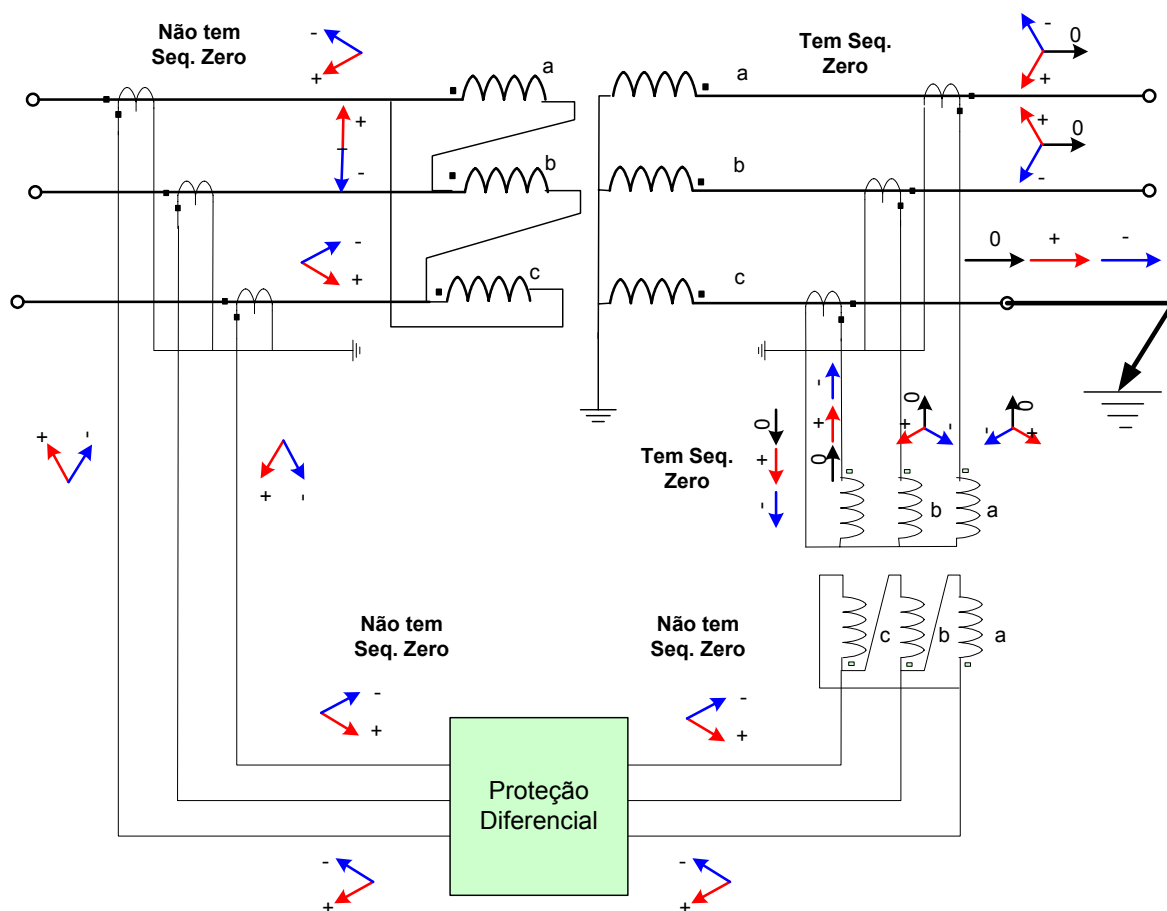 Não tem
Seq. Zero
-
+
Tem Seq.
Zero
-
0
+
a
a
+
-
+
0
-
b
b
-
+
0
+
-
c
c
+
-
+
-
Tem Seq.
Zero
0
+
-
-
+
0
0
+
-
0
-
+
b
a
Não tem
Seq. Zero
Não tem
Seq. Zero
c
b
a
-
+
-
+
Proteção
Diferencial
-
+
-
+